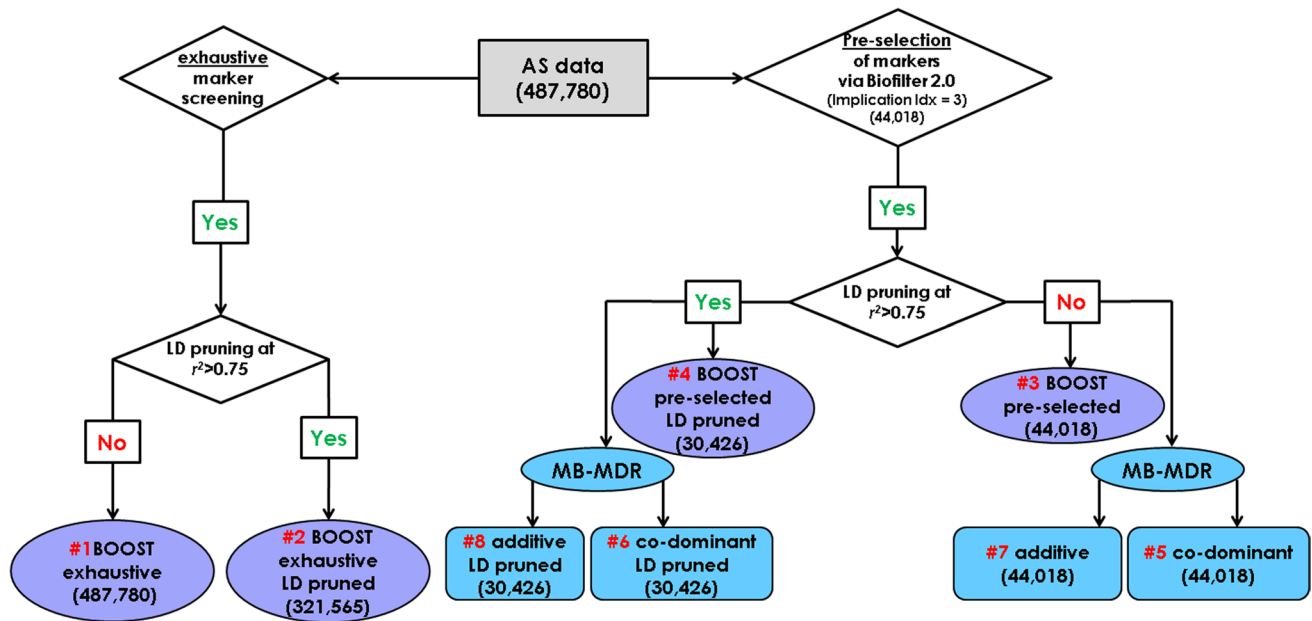 exhaustive
marker
screening
AS data
(487,780)
Pre-selection
of markers
via Biofilter 2.0
(Implication Idx = 3)
(44,018)
Yes
Yes
LD pruning at
r²>0.75
Yes
No
LD pruning at
r²>0.75
No
Yes
#4 BOOST
pre-selected
LD pruned
(30,426)
#3 BOOST
pre-selected
(44,018)
MB-MDR
MB-MDR
#1BOOST
exhaustive
(487,780)
#2 BOOST
exhaustive
LD pruned
(321,565)
#8 additive
LD pruned
(30,426)
#6 co-dominant
LD pruned
(30,426)
#7 additive
(44,018)
#5 co-dominant
(44,018)